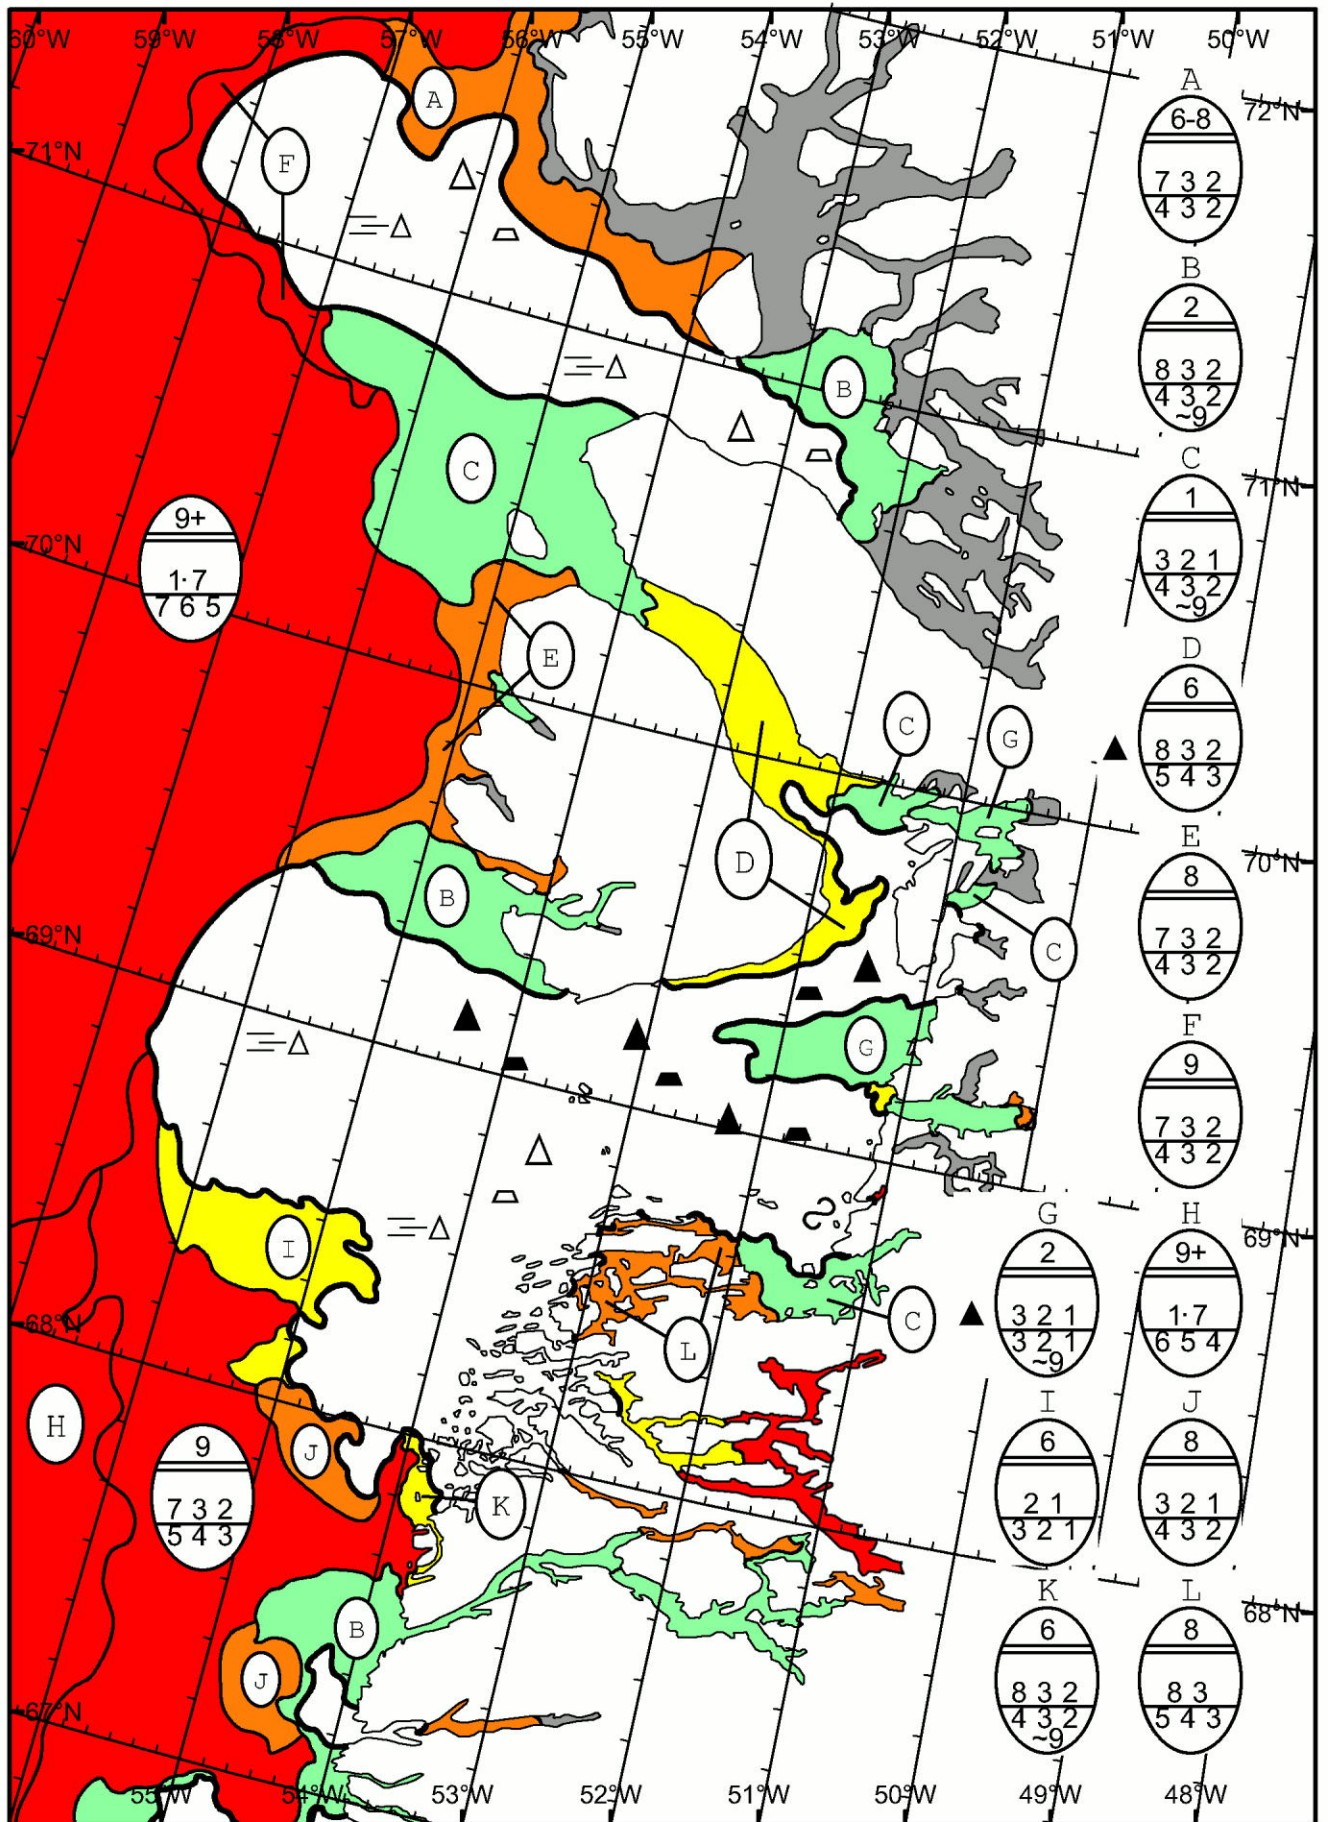 60°W 59°W 58°W 57°W 56°W 55°W 54°W 53°W 52°W 51°W 50°W
A
A
6-8
7 3 2
4 3 2
72°N
71°N
F
B
2
8 3 2
4 3 2
~9
B
C
C
1
3 2 1
4 3 2
~9
71°N
9+
1·7
7 6 5
70°N
E
D
6
8 3 2
5 4 3
C
G
D
E
8
7 3 2
4 3 2
70°N
B
C
69°N
F
9
7 3 2
4 3 2
G
G
2
3 2 1
3 2 1
~9
H
9+
1·7
6 5 4
69°N
I
C
L
68°N
H
J
9
7 3 2
5 4 3
K
I
6
2 1
3 2 1
J
8
3 2 1
4 3 2
B
K
6
8 3 2
4 3 2
~9
L
8
8 3
5 4 3
68°N
J
67°N
55°W 54°W 53°W 52°W 51°W 50°W 49°W 48°W